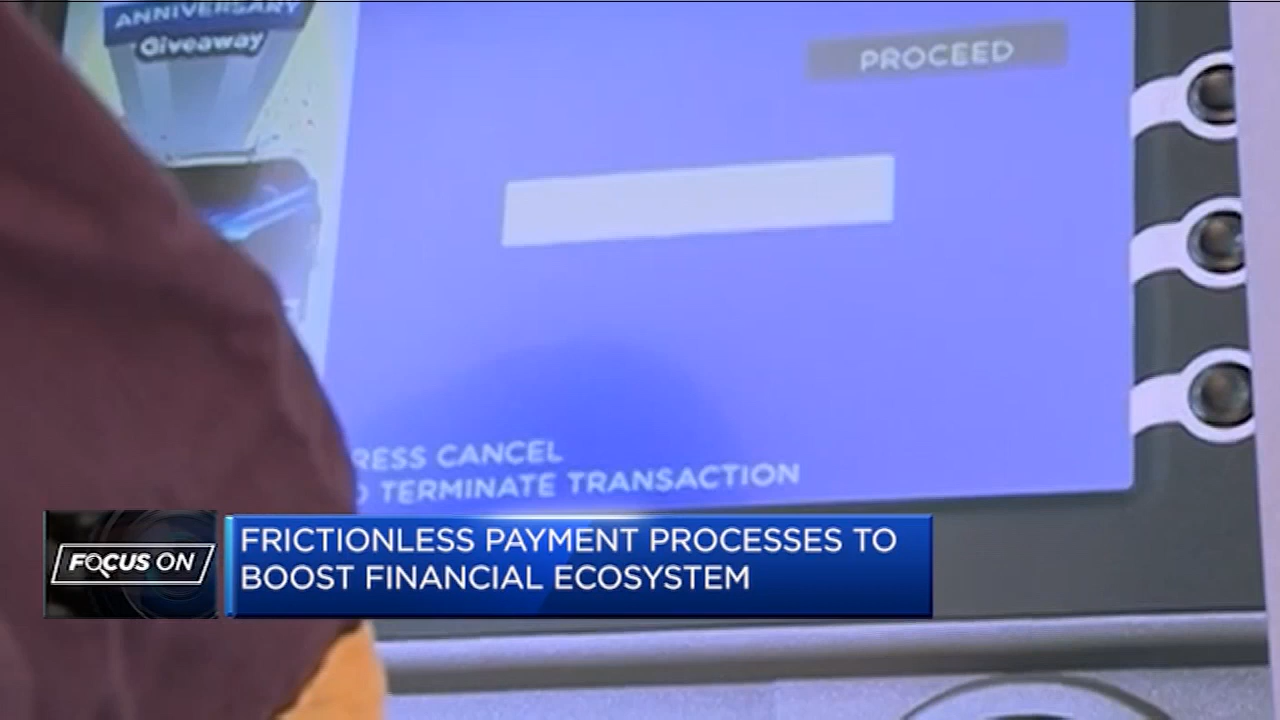 ANNIVERSARY
Giveaway
PROCEED
RESS CANCEL
TERMINATE TRANSACTION
FOCUS ON
FRICTIONLESS PAYMENT PROCESSES TO
BOOST FINANCIAL ECOSYSTEM